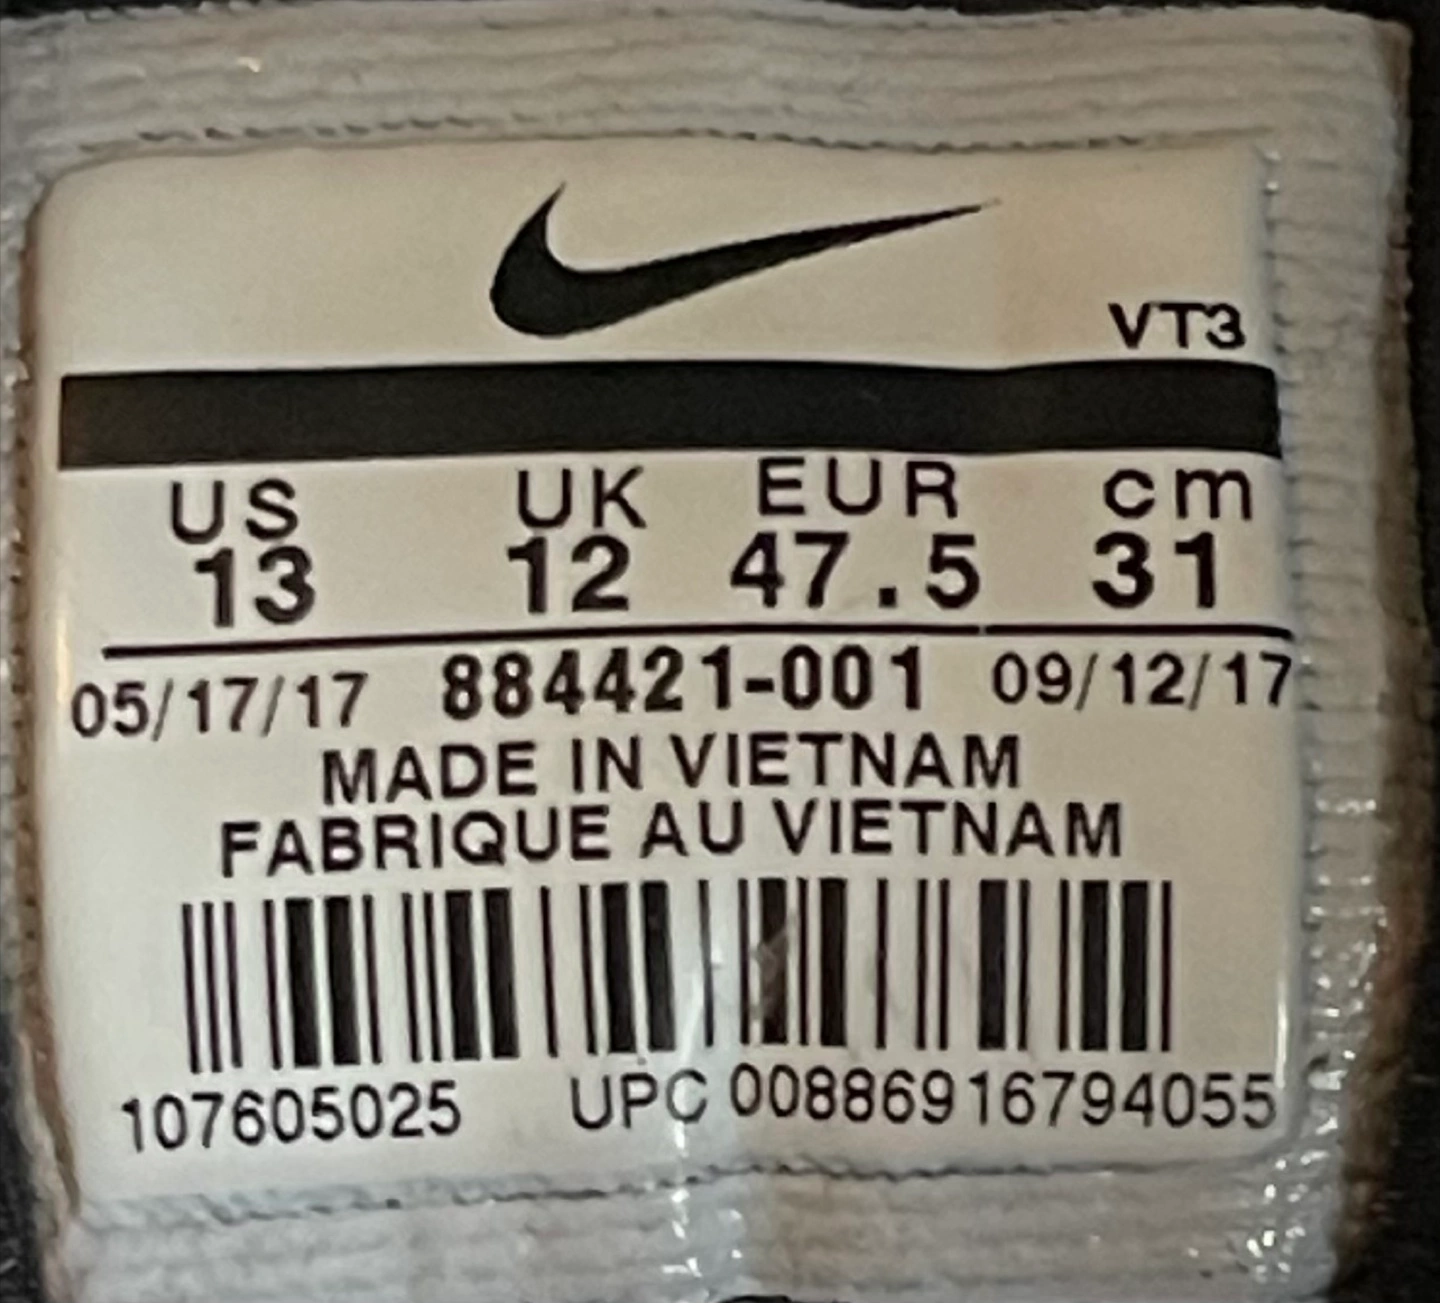 VT3
US UK EUR cm
13 12 47.5 31
05/17/17 884421-001 09/12/17
MADE IN VIETNAM
FABRIQUE AU VIETNAM
107605025 UPC 00886916794055